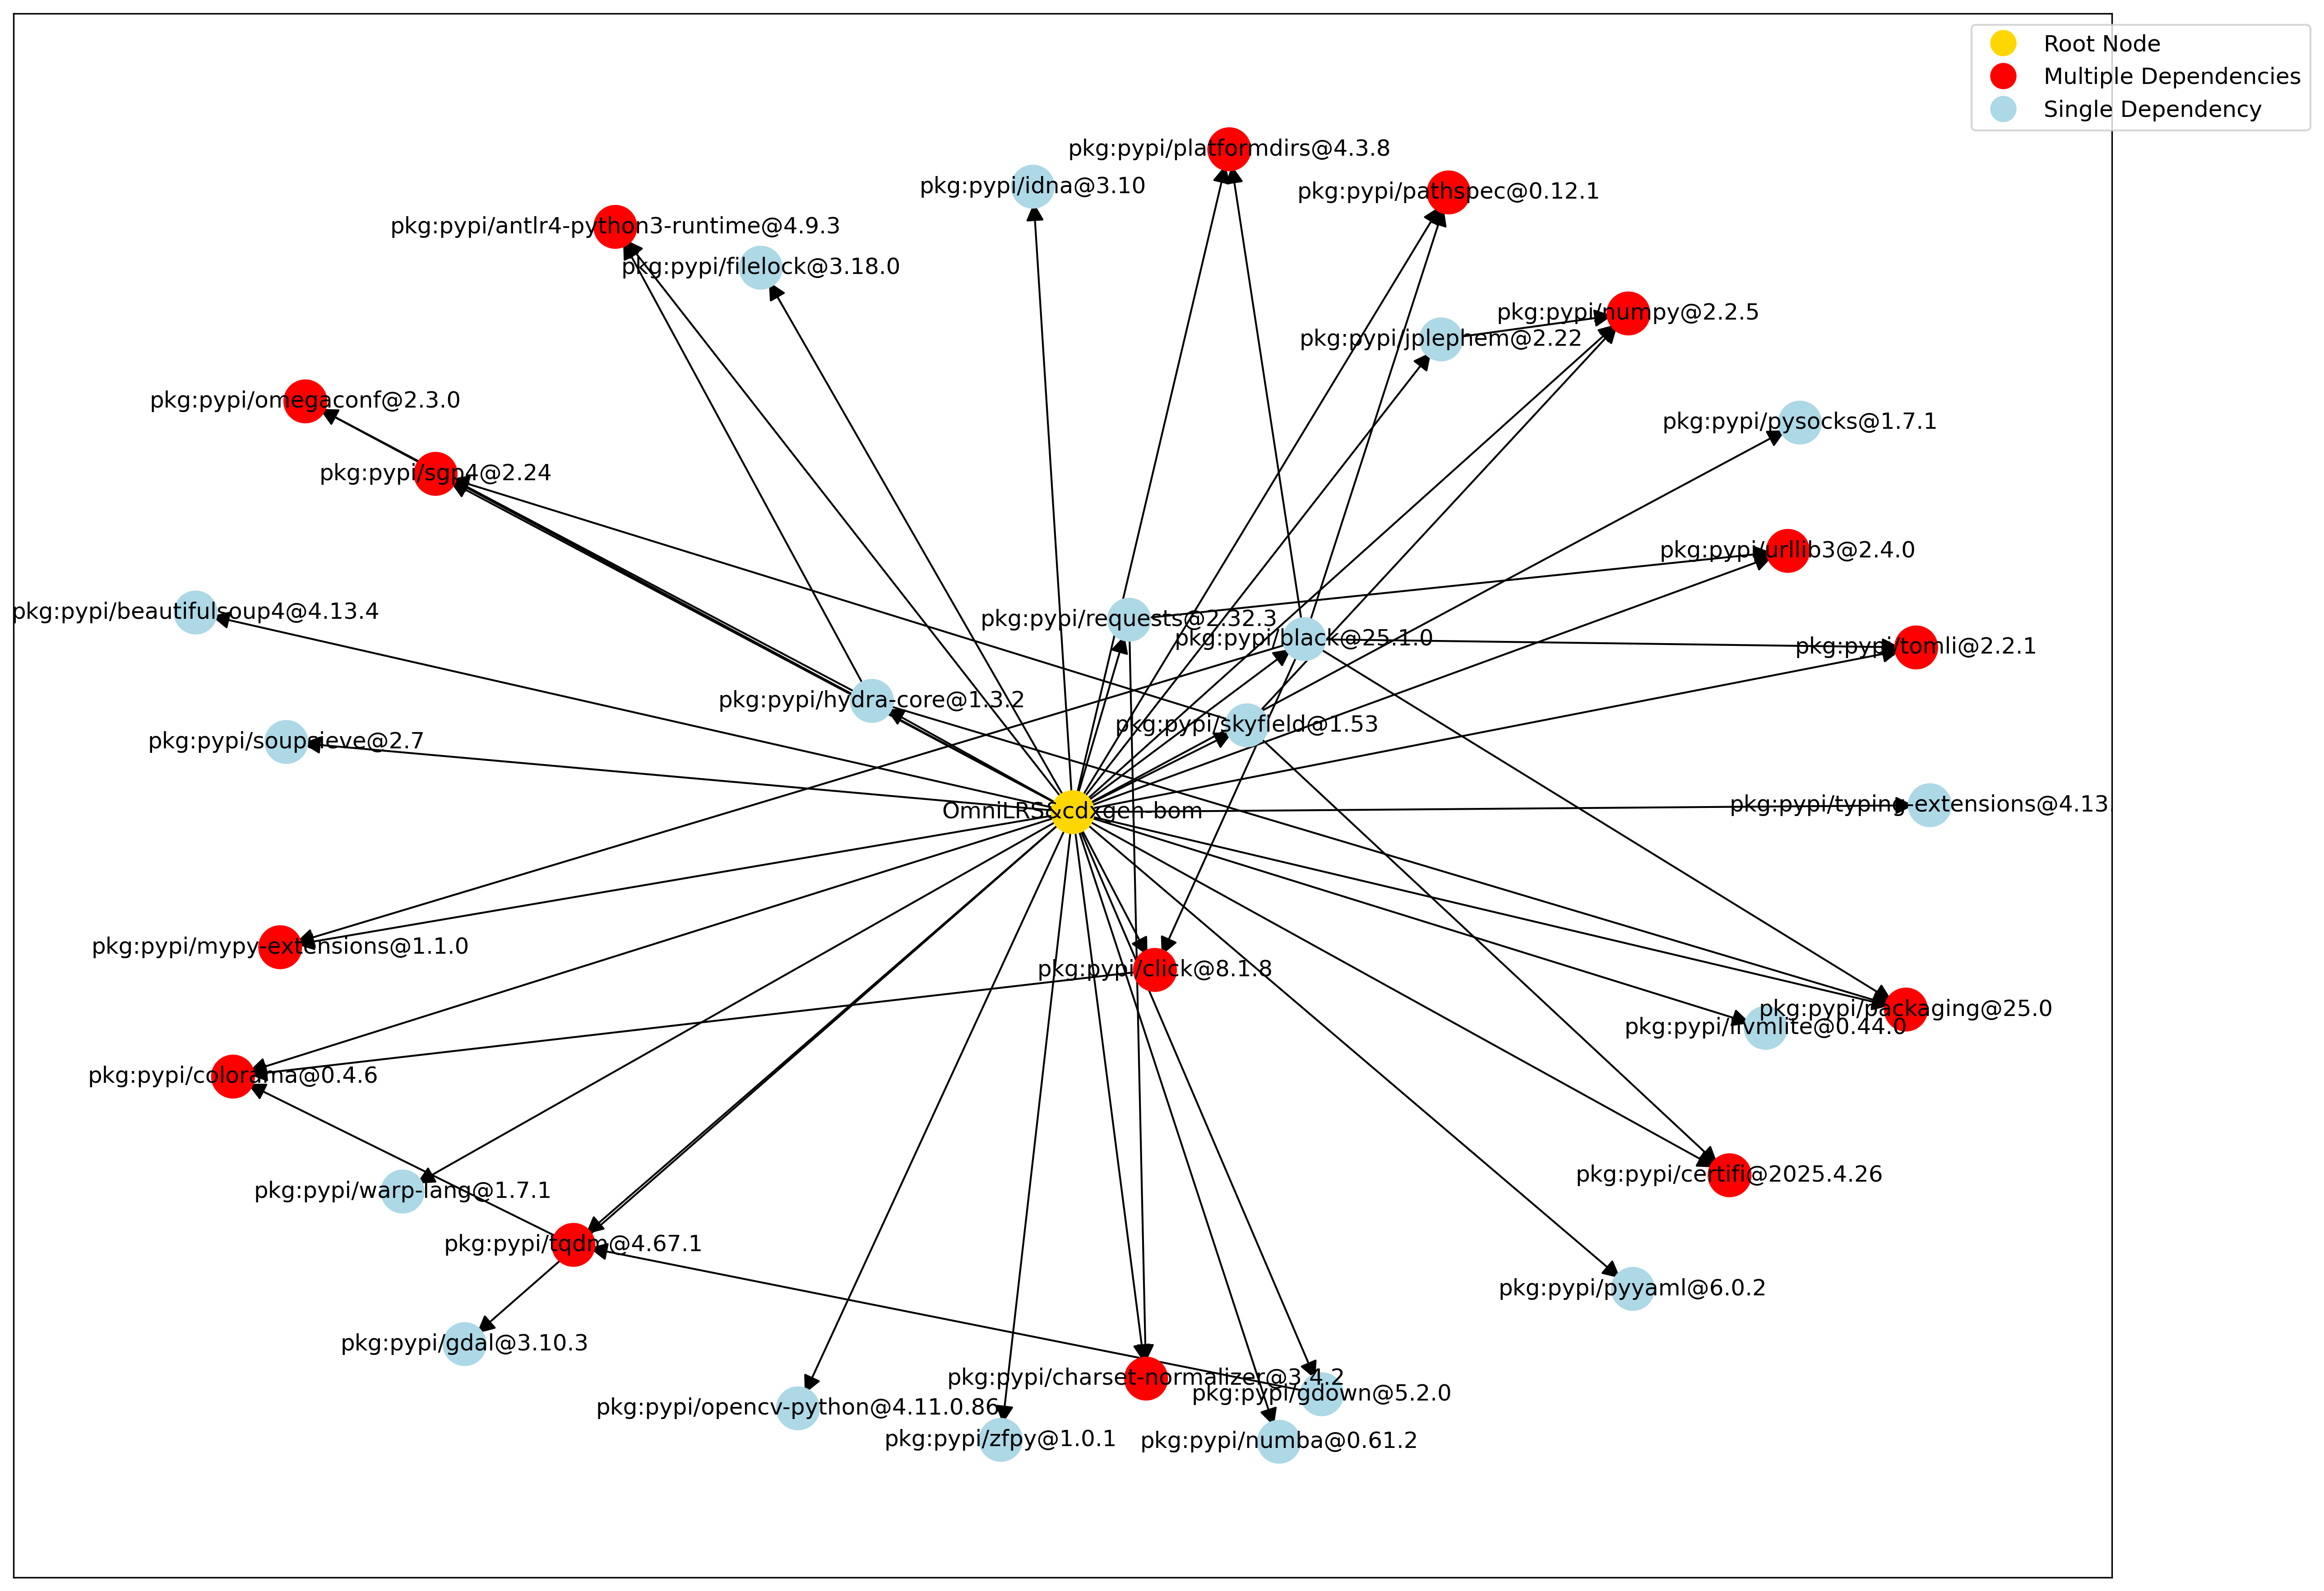 Root Node
Multiple Dependencies
Single Dependency
pkg:pypi/platformdirs@4.3.8
pkg:pypi/idna@3.10
pkg:pypi/pathspec@0.12.1
pkg:pypi/antlr4-python3-runtime@4.9.3
pkg:pypi/filelock@3.18.0
pkg:pypi/numpy@2.2.5
pkg:pypi/jplephem@2.22
pkg:pypi/omegaconf@2.3.0
pkg:pypi/pysocks@1.7.1
pkg:pypi/sgp4@2.24
pkg:pypi/urllib3@2.4.0
pkg:pypi/beautifulsoup4@4.13.4
pkg:pypi/requests@2.32.3
pkg:pypi/black@25.1.0
pkg:pypi/tomli@2.2.1
pkg:pypi/hydra-core@1.3.2
pkg:pypi/skyfield@1.53
pkg:pypi/soupsieve@2.7
pkg:pypi/typing-extensions@4.13
OmniLRS&cdxgen-bom
pkg:pypi/mypy-extensions@1.1.0
pkg:pypi/click@8.1.8
pkg:pypi/packaging@25.0
pkg:pypi/llvmlite@0.44.0
pkg:pypi/colorama@0.4.6
pkg:pypi/certifi@2025.4.26
pkg:pypi/warp-lang@1.7.1
pkg:pypi/tqdm@4.67.1
pkg:pypi/pyyaml@6.0.2
pkg:pypi/gdal@3.10.3
pkg:pypi/charset-normalizer@3.4.2
pkg:pypi/gdown@5.2.0
pkg:pypi/opencv-python@4.11.0.86
pkg:pypi/zfpy@1.0.1
pkg:pypi/numba@0.61.2